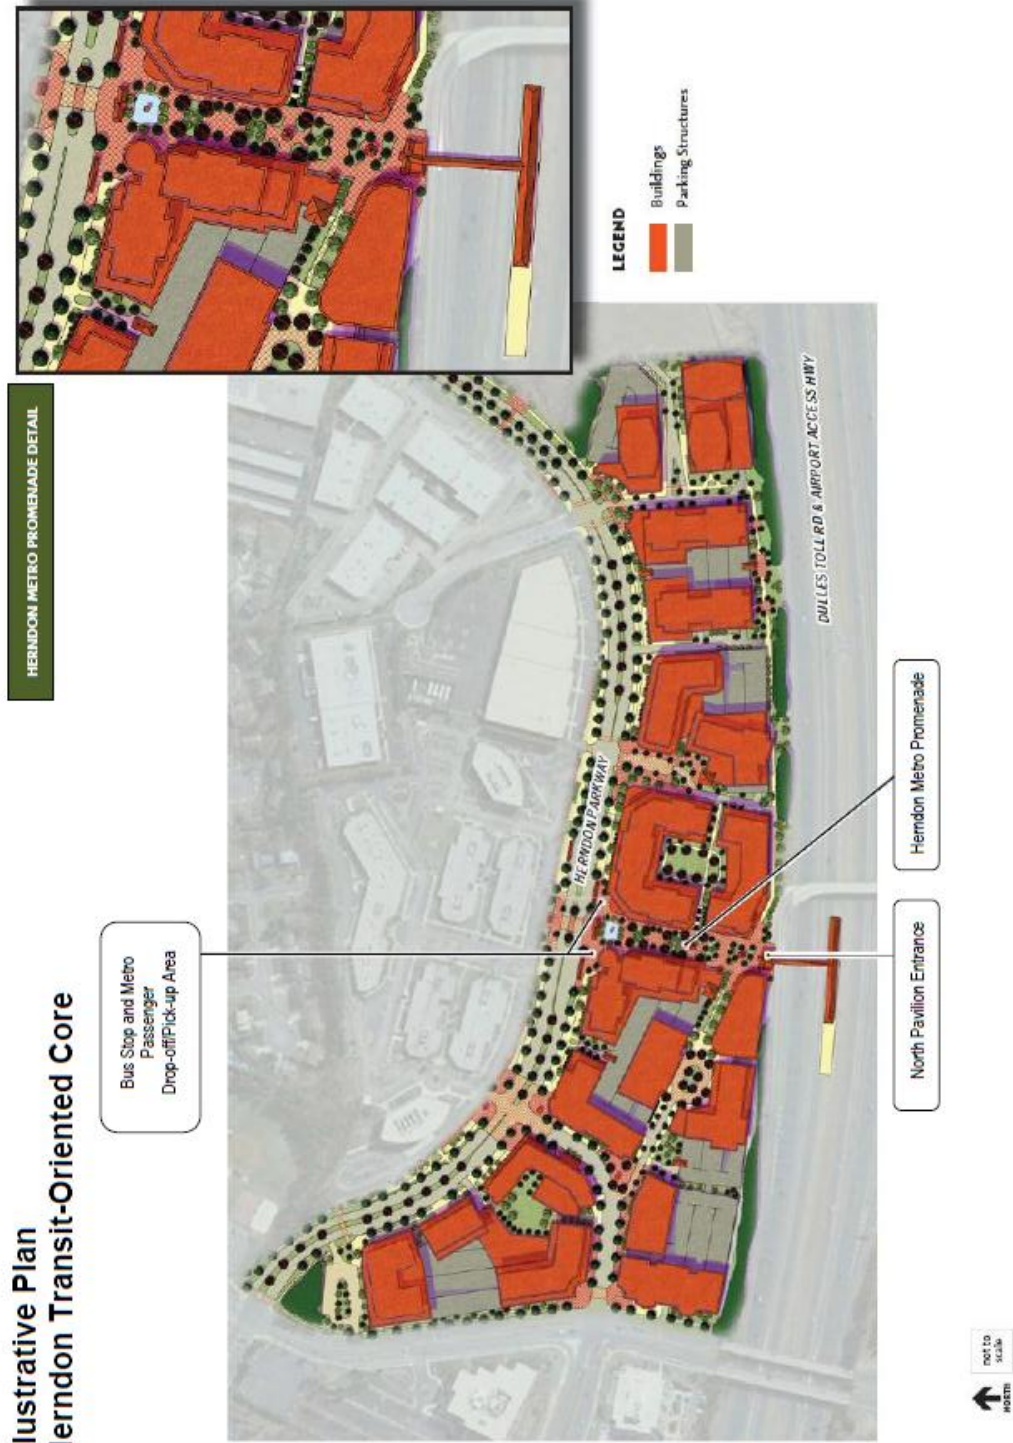 lustrative Plan
erndon Transit-Oriented Core
HERNDON METRO PROMENADE DETAIL
LEGEND
Buildings
Parking Structures
Bus Stop and Metro
Passenger
Drop-off/Pick-up Area
HERNDON PARKWAY
DULLES TOLL RD & AIRPORT ACCESS HWY
North Pavilion Entrance
Herndon Metro Promenade
NORTH
not to
scale